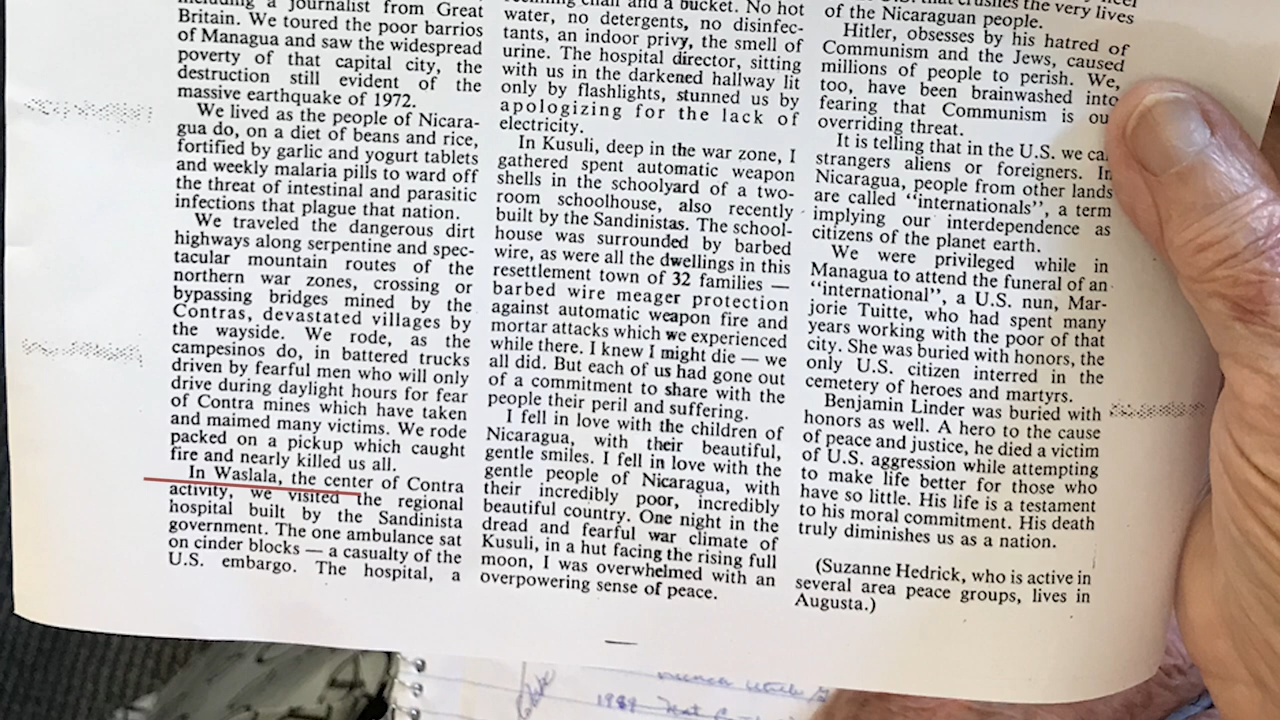 including a journalist from Great
Britain. We toured the poor barrios
of Managua and saw the widespread
poverty of that capital city, the
destruction still evident of the
massive earthquake of 1972.
We lived as the people of Nicara-
gua do, on a diet of beans and rice,
fortified by garlic and yogurt tablets
and weekly malaria pills to ward off
the threat of intestinal and parasitic
infections that plague that nation.
We traveled the dangerous dirt
highways along serpentine and spec-
tacular mountain routes of the
northern war zones, crossing or
bypassing bridges mined by the
Contras, devastated villages by
the wayside. We rode, as the
campesinos do, in battered trucks
driven by fearful men who will only
drive during daylight hours for fear
of Contra mines which have taken
and maimed many victims. We rode
packed on a pickup which caught
fire and nearly killed us all.
In Waslala, the center of Contra
activity, we visited the regional
hospital built by the Sandinista
government. The one ambulance sat
on cinder blocks — a casualty of the
U.S. embargo. The hospital, a
chair and a bucket. No hot
water, no detergents, no disinfec-
tants, an indoor privy, the smell of
urine. The hospital director, sitting
with us in the darkened hallway lit
only by flashlights, stunned us by
apologizing for the lack of
electricity.
In Kusuli, deep in the war zone, I
gathered spent automatic weapon
shells in the schoolyard of a two-
room schoolhouse, also recently
built by the Sandinistas. The school-
house was surrounded by barbed
wire, as were all the dwellings in this
resettlement town of 32 families —
barbed wire meager protection
against automatic weapon fire and
mortar attacks which we experienced
while there. I knew I might die — we
all did. But each of us had gone out
of a commitment to share with the
people their peril and suffering.
I fell in love with the children of
Nicaragua, with their beautiful,
gentle smiles. I fell in love with the
gentle people of Nicaragua, with
their incredibly poor, incredibly
beautiful country. One night in the
dread and fearful war climate of
Kusuli, in a hut facing the rising full
moon, I was overwhelmed with an
overpowering sense of peace.
that crushes the very lives
of the Nicaraguan people.
Hitler, obsesses by his hatred of
Communism and the Jews, caused
millions of people to perish. We,
too, have been brainwashed into
fearing that Communism is ou
overriding threat.
It is telling that in the U.S. we ca
strangers aliens or foreigners. In
Nicaragua, people from other lands
are called "internationals", a term
implying our interdependence as
citizens of the planet earth.
We were privileged while in
Managua to attend the funeral of an
"international", a U.S. nun, Mar-
jorie Tuitte, who had spent many
years working with the poor of that
city. She was buried with honors, the
only U.S. citizen interred in the
cemetery of heroes and martyrs.
Benjamin Linder was buried with
honors as well. A hero to the cause
of peace and justice, he died a victim
of U.S. aggression while attempting
to make life better for those who
have so little. His life is a testament
to his moral commitment. His death
truly diminishes us as a nation.
(Suzanne Hedrick, who is active in
several area peace groups, lives in
Augusta.)
1989